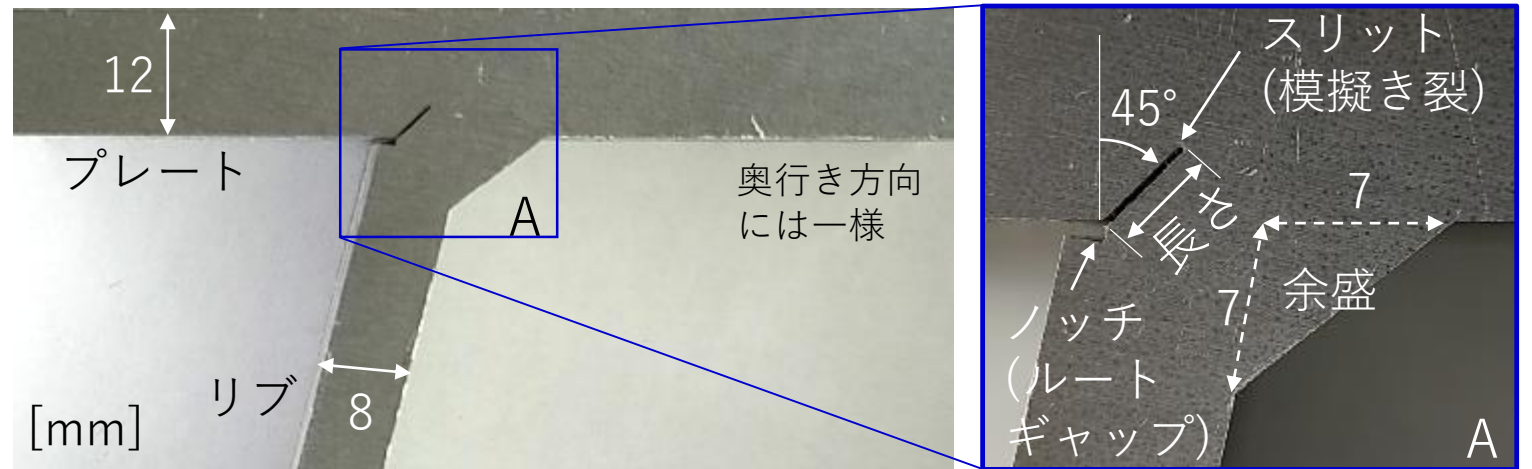 12
プレート
リブ
8
[mm]
A
奥行き方向
には一様
スリット
(模擬き裂)
45°
長さ
7
7
余盛
ノッチ
(ルート
ギャップ)
A